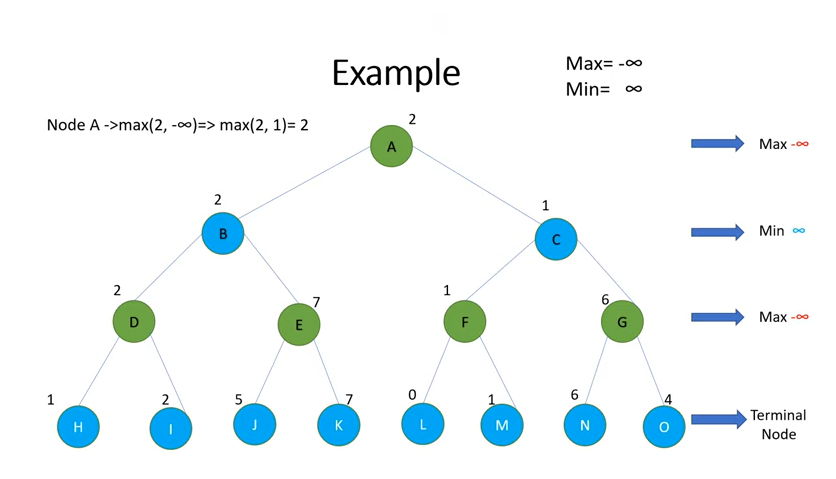 Example
Max= -∞
Min= ∞
Node A ->max(2, -∞)=> max(2, 1)= 2
2
A
Max -∞
2
B
1
C
Min ∞
2
D
7
E
1
F
6
G
Max -∞
1
H
2
I
5
J
7
K
0
L
1
M
6
N
4
O
Terminal
Node